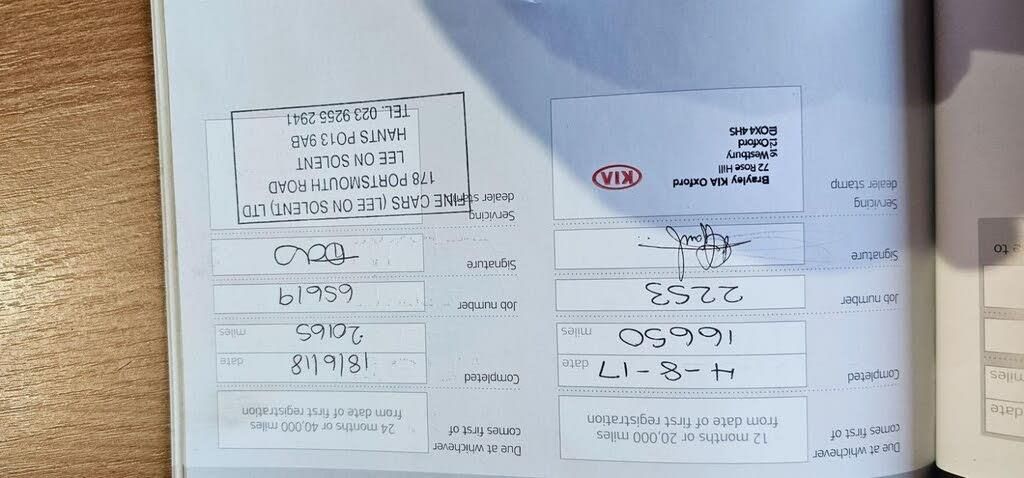 Due at whichever
comes first of
12 months or 20,000 miles
from date of first registration
Completed
4-8-17 date
16650 miles
Job number
2253
Signature
Servicing
dealer stamp
Brayley KIA Oxford
72 Rose Hill
Westbury
Oxford
OX4 4HS
KIA
Due at whichever
comes first of
24 months or 40,000 miles
from date of first registration
Completed
18/6/18 date
20165 miles
Job number
65619
Signature
Servicing
dealer stamp
FINE CARS (LEE ON SOLENT) LTD
178 PORTSMOUTH ROAD
LEE ON SOLENT
HANTS PO13 9AB
TEL. 023 9255 2941
date
miles
e to